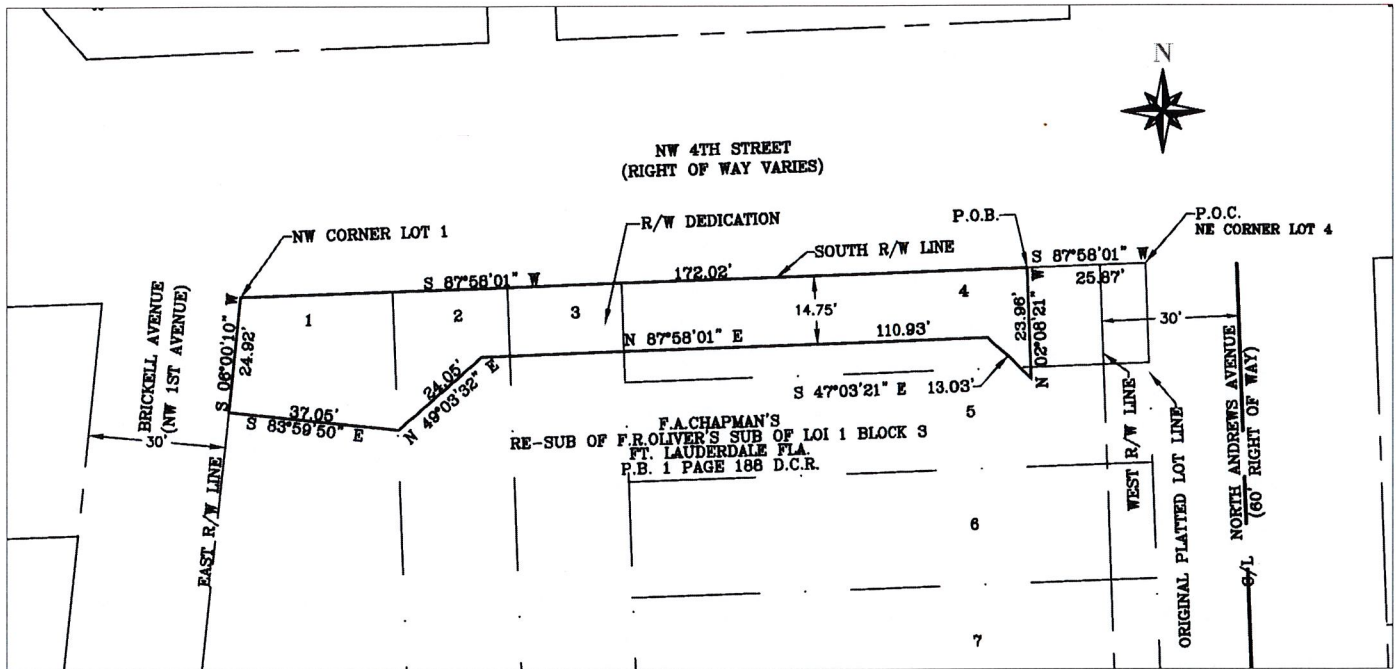 N
NW 4TH STREET
(RIGHT OF WAY VARIES)
NW CORNER LOT 1
R/W DEDICATION
P.O.B.
P.O.C.
NE CORNER LOT 4
SOUTH R/W LINE
S 87°58'01" W
25.87'
S 87°58'01" W
172.02'
1
2
3
4
14.75'
N 87°58'01" E
110.93'
23.96'
N 02°08'21" W
30'
BRICKELL AVENUE
(NW 1ST AVENUE)
S 06°00'10" W
24.92'
37.05'
S 83°59'50" E
24.05'
N 49°03'32" E
S 47°03'21" E 13.03'
30'
EAST R/W LINE
F.A.CHAPMAN'S
RE-SUB OF F.R.OLIVER'S SUB OF LOI 1 BLOCK 3
FT. LAUDERDALE FLA.
P.B. 1 PAGE 188 D.C.R.
5
6
7
WEST R/W LINE
ORIGINAL PLATTED LOT LINE
C/L NORTH ANDREWS AVENUE
(60' RIGHT OF WAY)